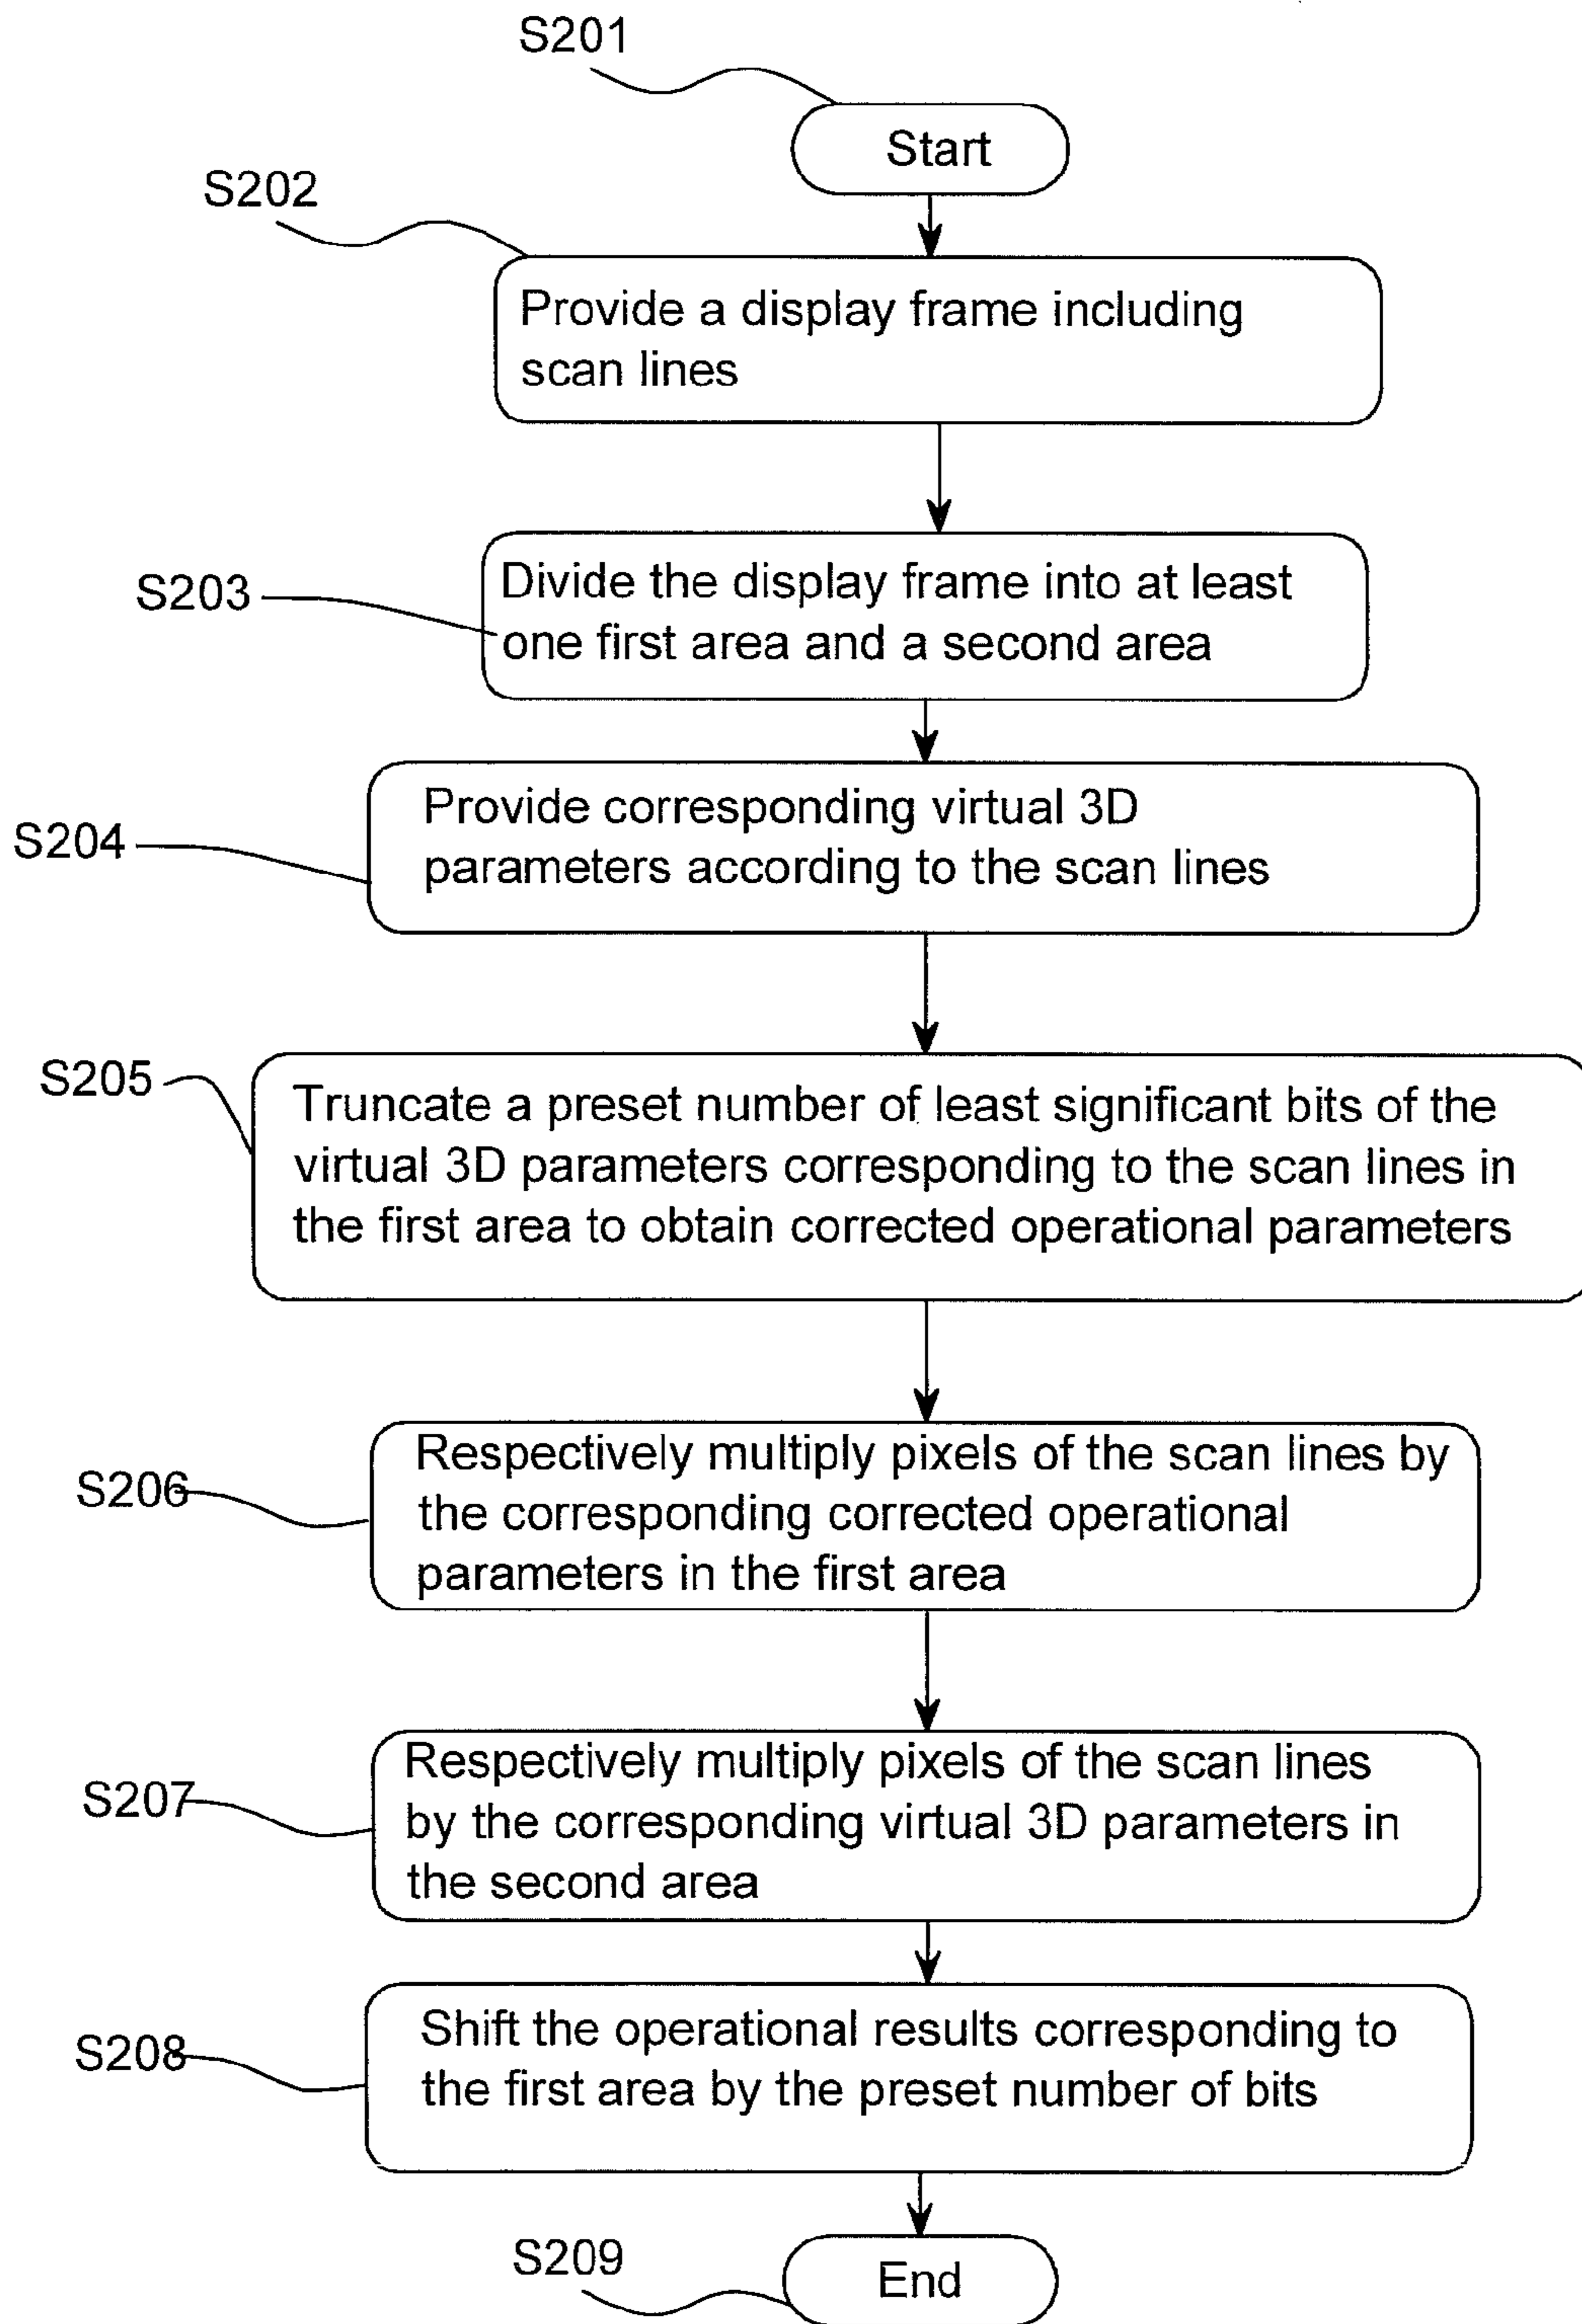 S201
Start
S202
Provide a display frame including
scan lines
S203
Divide the display frame into at least
one first area and a second area
S204
Provide corresponding virtual 3D
parameters according to the scan lines
S205
Truncate a preset number of least significant bits of the
virtual 3D parameters corresponding to the scan lines in
the first area to obtain corrected operational parameters
S206
Respectively multiply pixels of the scan lines by
the corresponding corrected operational
parameters in the first area
S207
Respectively multiply pixels of the scan lines
by the corresponding virtual 3D parameters in
the second area
S208
Shift the operational results corresponding to
the first area by the preset number of bits
S209
End